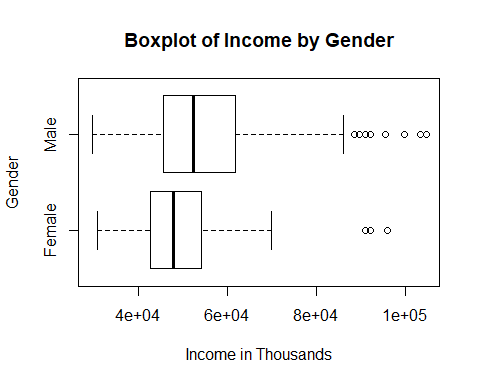 Boxplot of Income by Gender
Gender
Male
Female
4e+04 6e+04 8e+04 1e+05
Income in Thousands